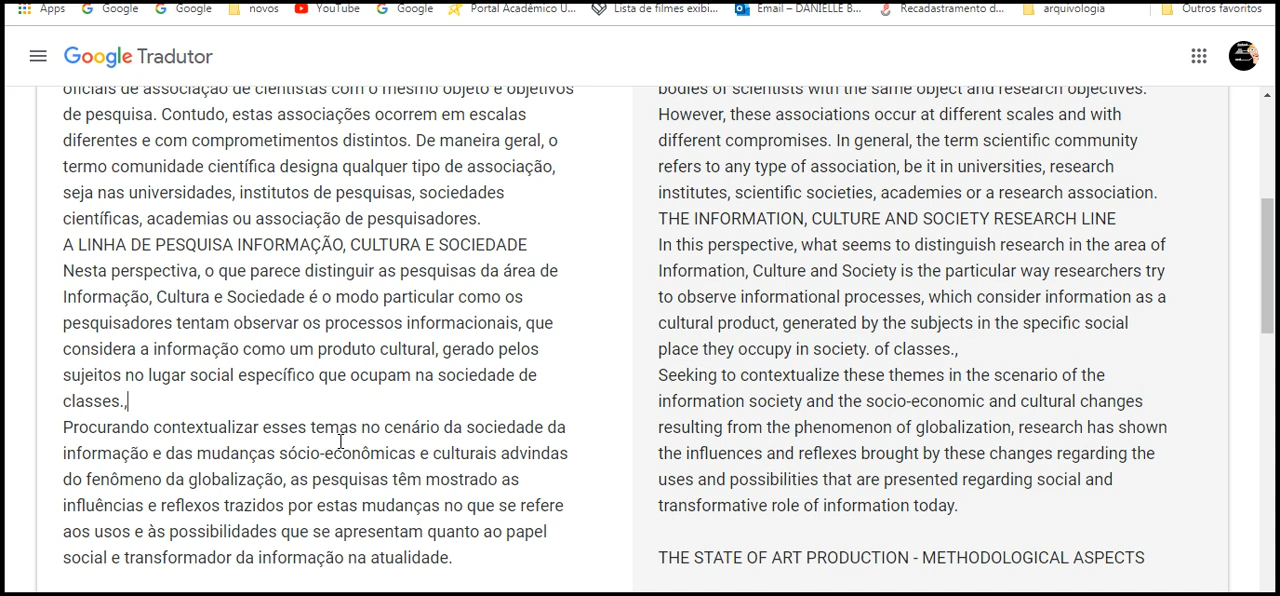 Apps
Google
Google
novos
YouTube
Google
Portal Acadêmico U...
Lista de filmes exibi...
Email – DANIELLE B...
Recadastramento d...
arquivologia
Outros favoritos
Google Tradutor
oficiais de associação de cientistas com o mesmo objeto e objetivos
de pesquisa. Contudo, estas associações ocorrem em escalas
diferentes e com comprometimentos distintos. De maneira geral, o
termo comunidade científica designa qualquer tipo de associação,
seja nas universidades, institutos de pesquisas, sociedades
científicas, academias ou associação de pesquisadores.
A LINHA DE PESQUISA INFORMAÇÃO, CULTURA E SOCIEDADE
Nesta perspectiva, o que parece distinguir as pesquisas da área de
Informação, Cultura e Sociedade é o modo particular como os
pesquisadores tentam observar os processos informacionais, que
considera a informação como um produto cultural, gerado pelos
sujeitos no lugar social específico que ocupam na sociedade de
classes.,
Procurando contextualizar esses temas no cenário da sociedade da
informação e das mudanças sócio-econômicas e culturais advindas
do fenômeno da globalização, as pesquisas têm mostrado as
influências e reflexos trazidos por estas mudanças no que se refere
aos usos e às possibilidades que se apresentam quanto ao papel
social e transformador da informação na atualidade.
bodies of scientists with the same object and research objectives.
However, these associations occur at different scales and with
different compromises. In general, the term scientific community
refers to any type of association, be it in universities, research
institutes, scientific societies, academies or a research association.
THE INFORMATION, CULTURE AND SOCIETY RESEARCH LINE
In this perspective, what seems to distinguish research in the area of
Information, Culture and Society is the particular way researchers try
to observe informational processes, which consider information as a
cultural product, generated by the subjects in the specific social
place they occupy in society. of classes.,
Seeking to contextualize these themes in the scenario of the
information society and the socio-economic and cultural changes
resulting from the phenomenon of globalization, research has shown
the influences and reflexes brought by these changes regarding the
uses and possibilities that are presented regarding social and
transformative role of information today.
THE STATE OF ART PRODUCTION - METHODOLOGICAL ASPECTS